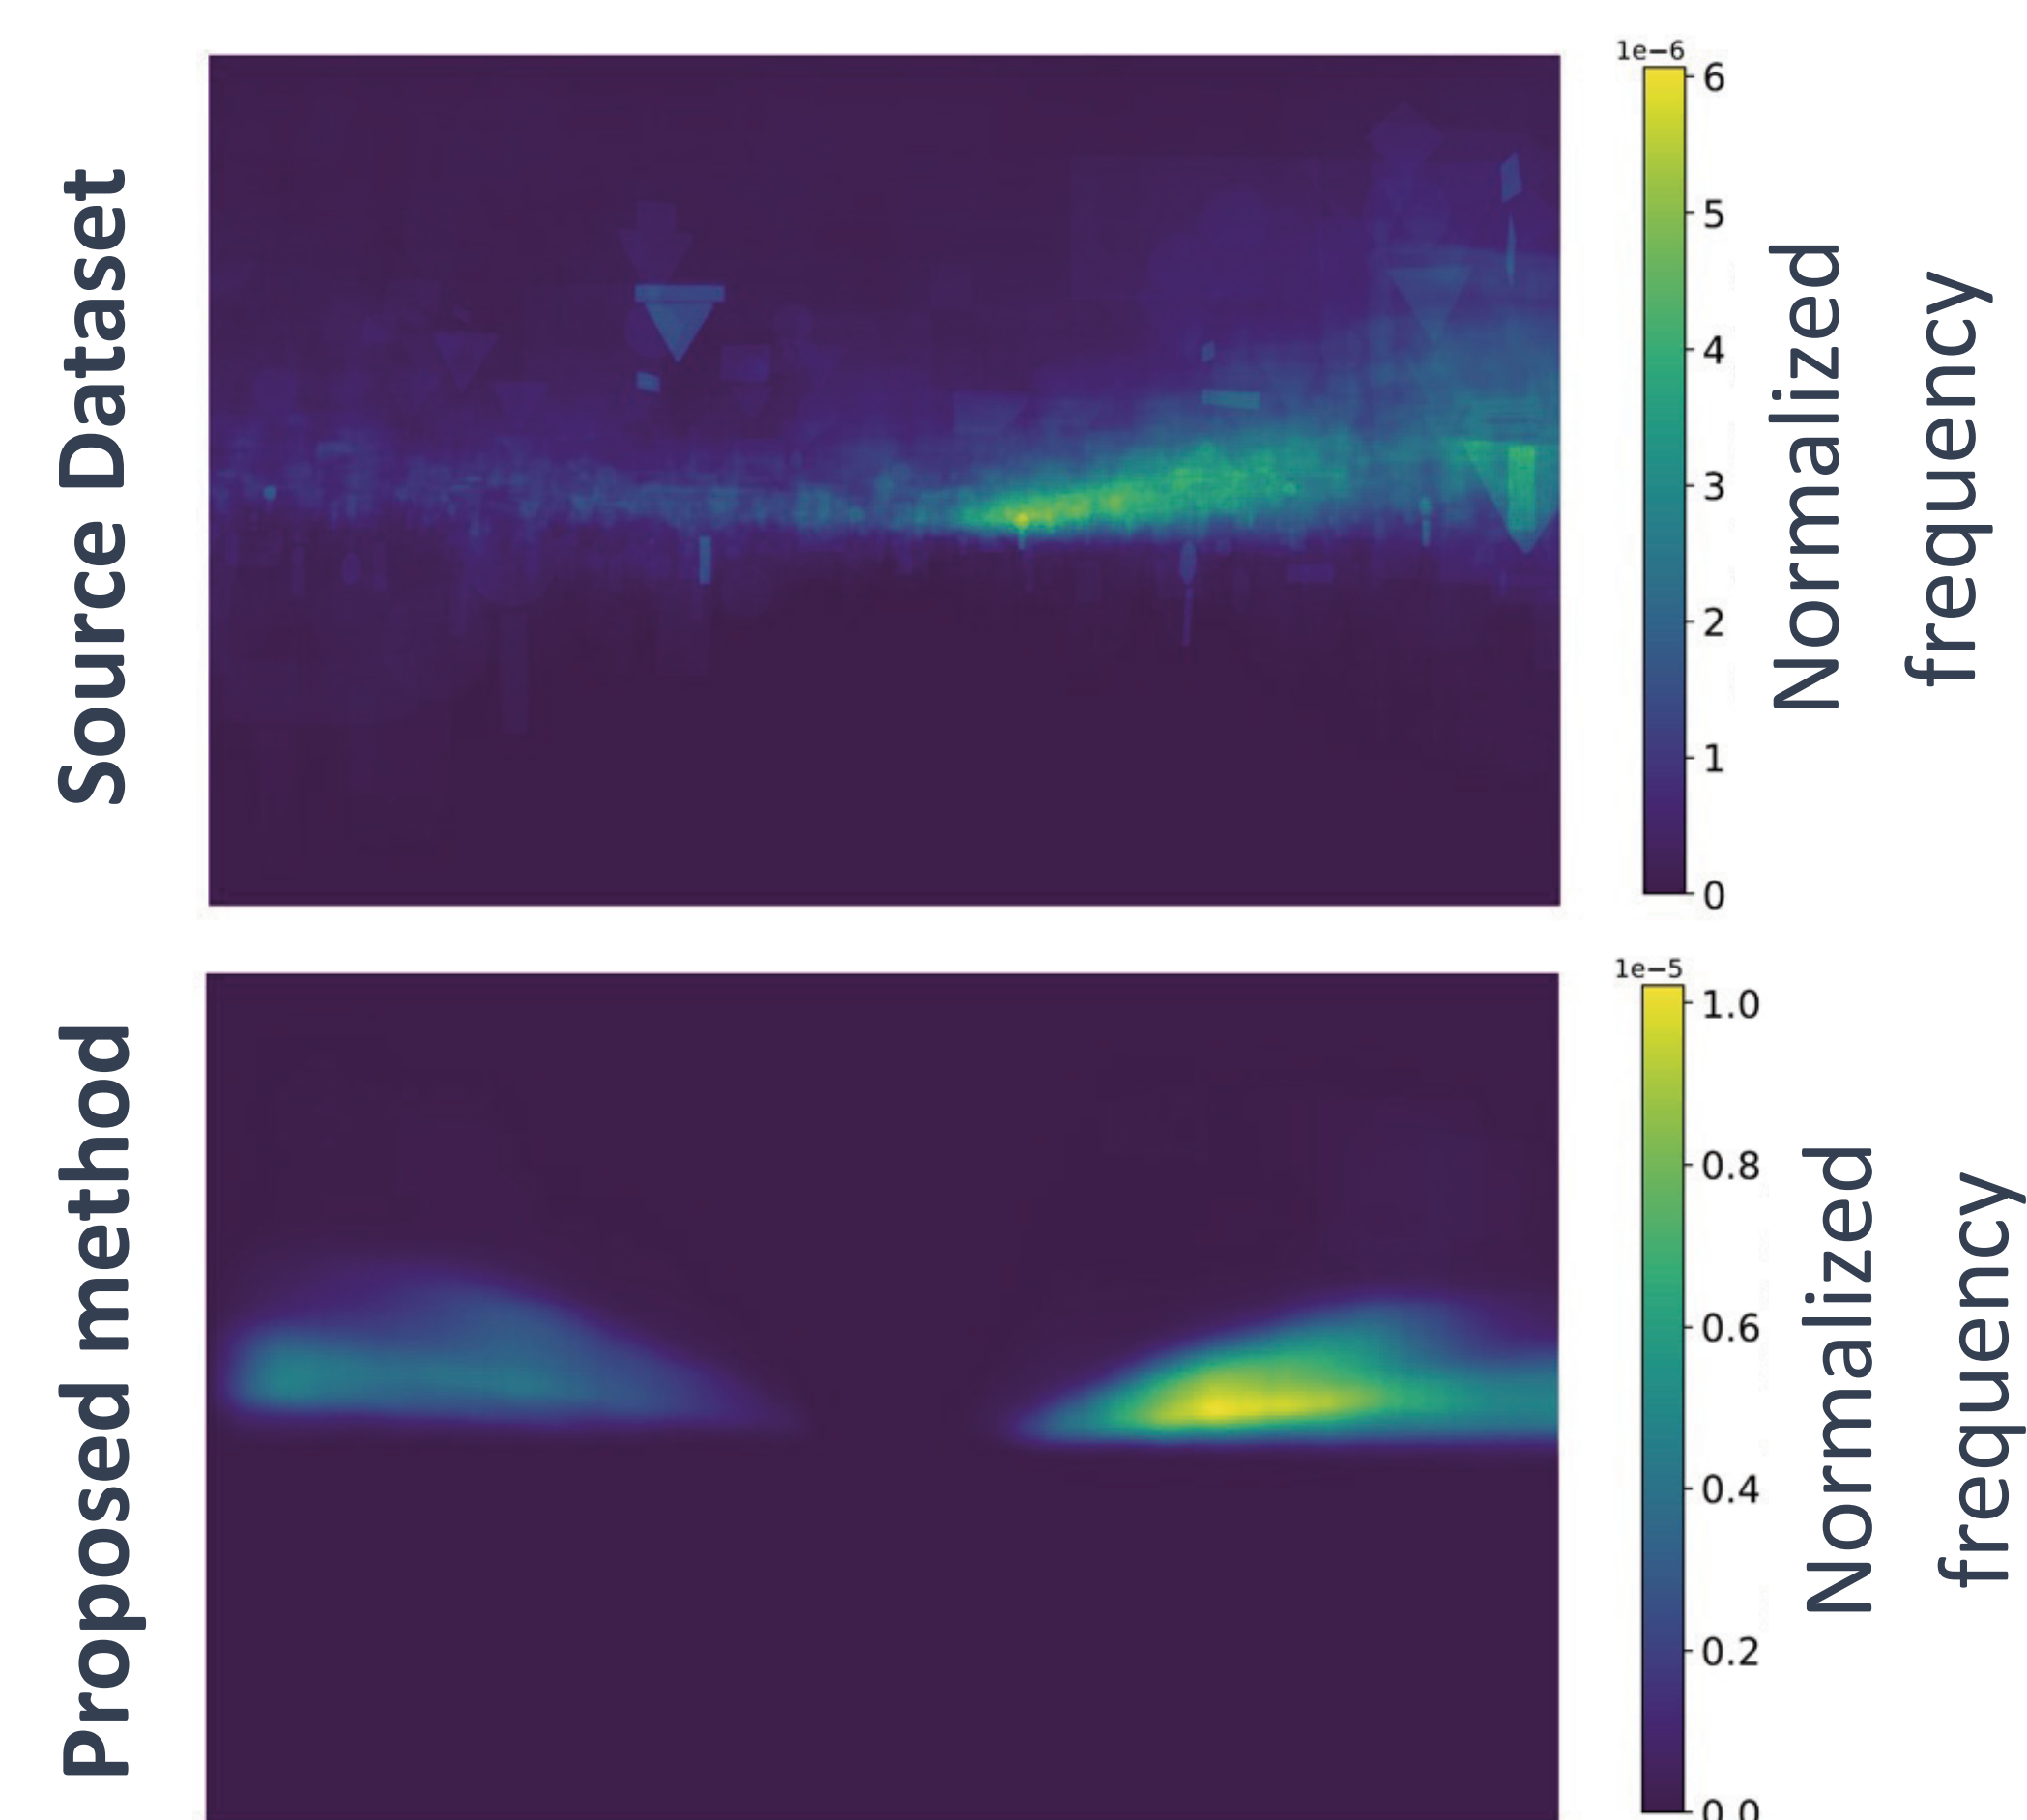 Source Dataset
1e−6
6
5
4
3
2
1
0
Normalized
frequency
Proposed method
1e−5
1.0
0.8
0.6
0.4
0.2
0.0
Normalized
frequency